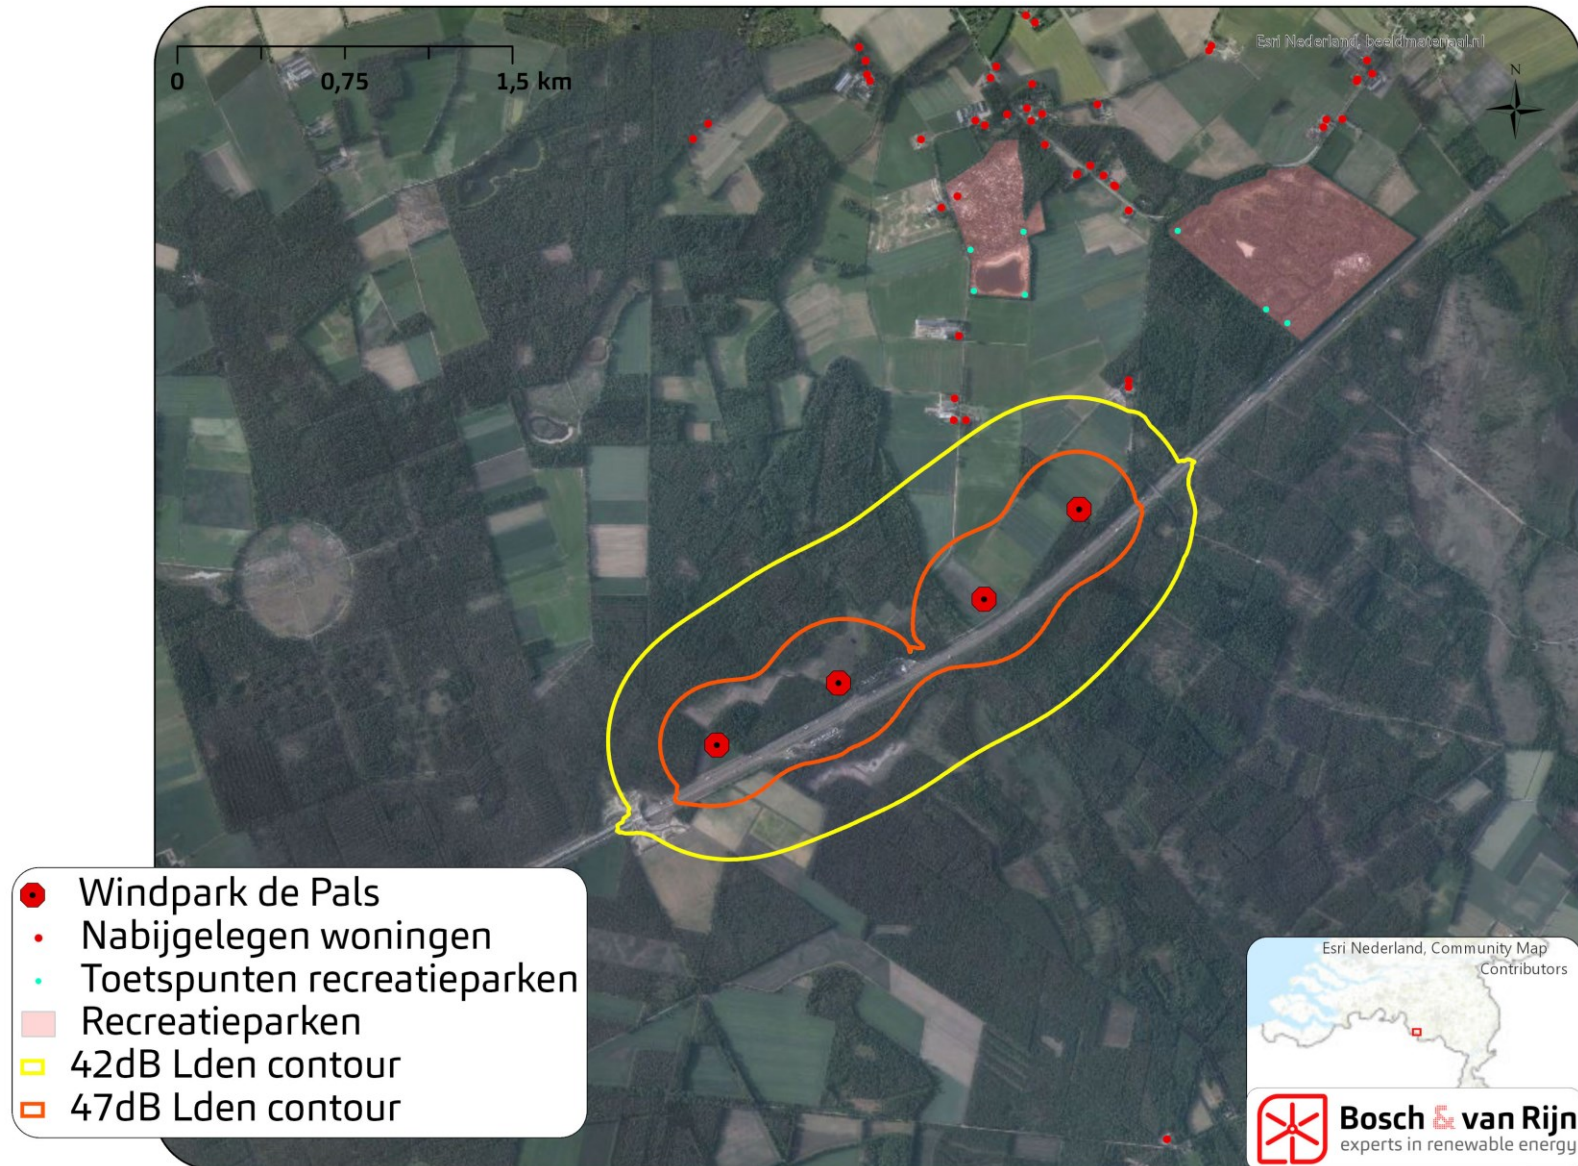 Esri Nederland, beeldmateriaal.nl
N
0 0,75 1,5 km
Windpark de Pals
Nabijgelegen woningen
Toetspunten recreatieparken
Recreatieparken
42dB Lden contour
47dB Lden contour
Esri Nederland, Community Map
Contributors
Bosch & van Rijn
experts in renewable energy